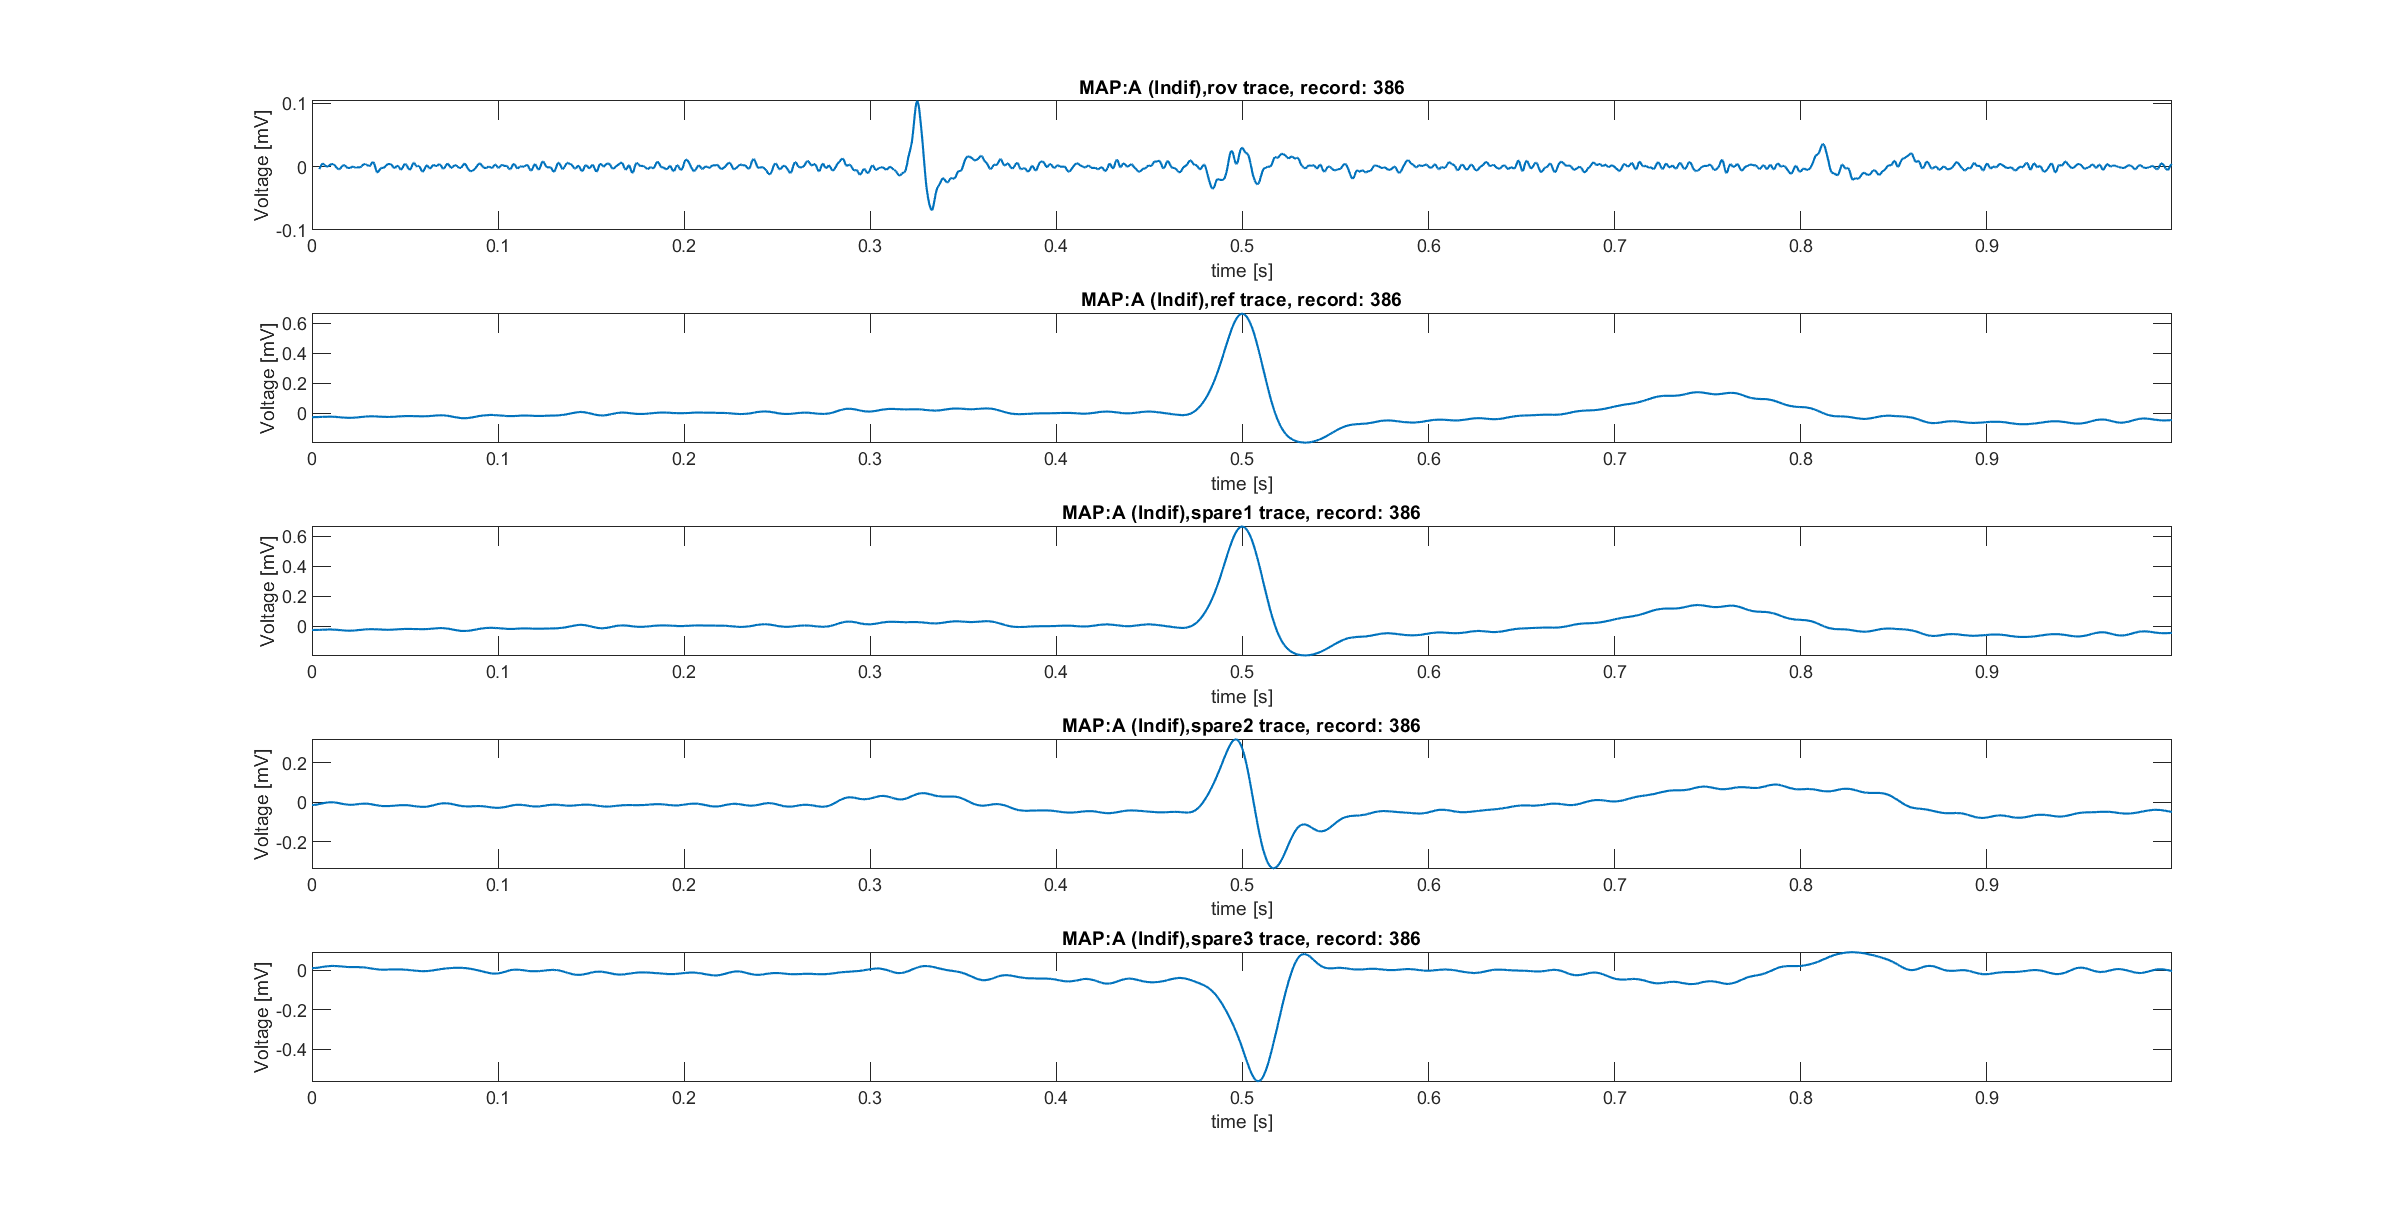 MAP:A (Indif),rov trace, record: 386
Voltage [mV]
0.1
0
-0.1
0 0.1 0.2 0.3 0.4 0.5 0.6 0.7 0.8 0.9
time [s]
MAP:A (Indif),ref trace, record: 386
Voltage [mV]
0.6
0.4
0.2
0
0 0.1 0.2 0.3 0.4 0.5 0.6 0.7 0.8 0.9
time [s]
MAP:A (Indif),spare1 trace, record: 386
Voltage [mV]
0.6
0.4
0.2
0
0 0.1 0.2 0.3 0.4 0.5 0.6 0.7 0.8 0.9
time [s]
MAP:A (Indif),spare2 trace, record: 386
Voltage [mV]
0.2
0
-0.2
0 0.1 0.2 0.3 0.4 0.5 0.6 0.7 0.8 0.9
time [s]
MAP:A (Indif),spare3 trace, record: 386
Voltage [mV]
0
-0.2
-0.4
0 0.1 0.2 0.3 0.4 0.5 0.6 0.7 0.8 0.9
time [s]